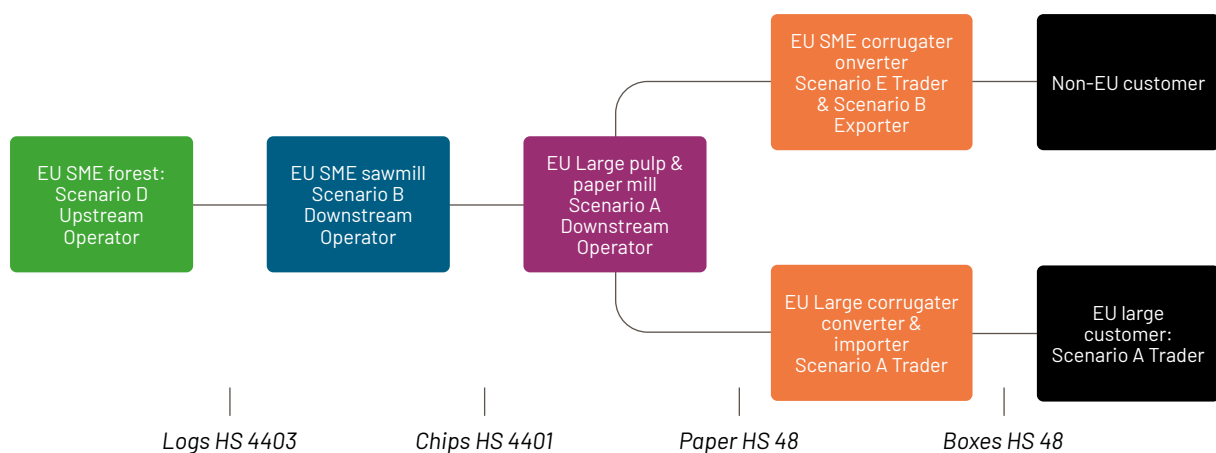 EU SME forest:
Scenario D
Upstream
Operator
EU SME sawmill
Scenario B
Downstream
Operator
EU Large pulp &
paper mill
Scenario A
Downstream
Operator
EU SME corrugater
onverter
Scenario E Trader
& Scenario B
Exporter
Non-EU customer
EU Large corrugater
converter &
importer
Scenario A Trader
EU large
customer:
Scenario A Trader
Logs HS 4403
Chips HS 4401
Paper HS 48
Boxes HS 48